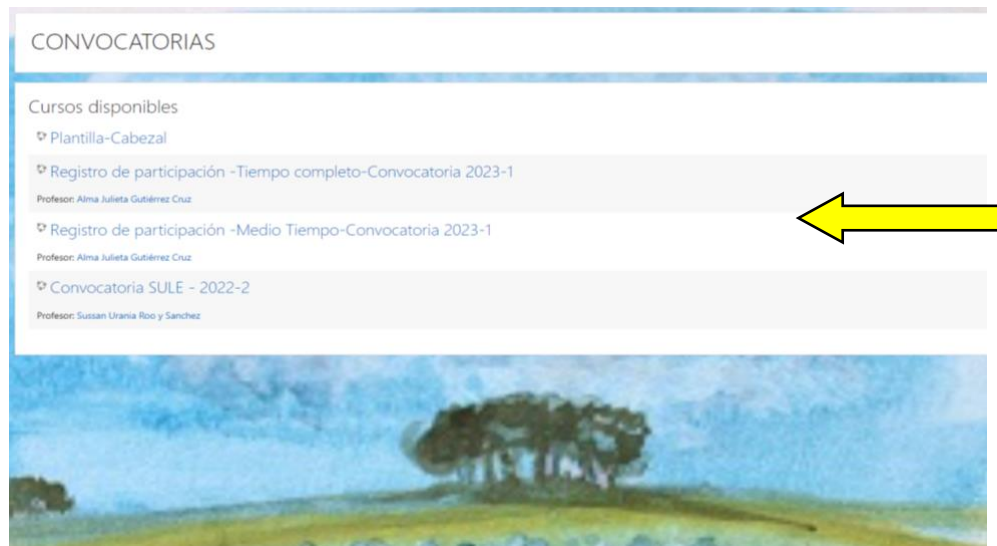 CONVOCATORIAS
Cursos disponibles
Plantilla-Cabezal
Registro de participación -Tiempo completo-Convocatoria 2023-1
Profesor: Alma Julieta Gutiérrez Cruz
Registro de participación -Medio Tiempo-Convocatoria 2023-1
Profesor: Alma Julieta Gutiérrez Cruz
Convocatoria SULE - 2022-2
Profesor: Sussan Urania Roo y Sanchez